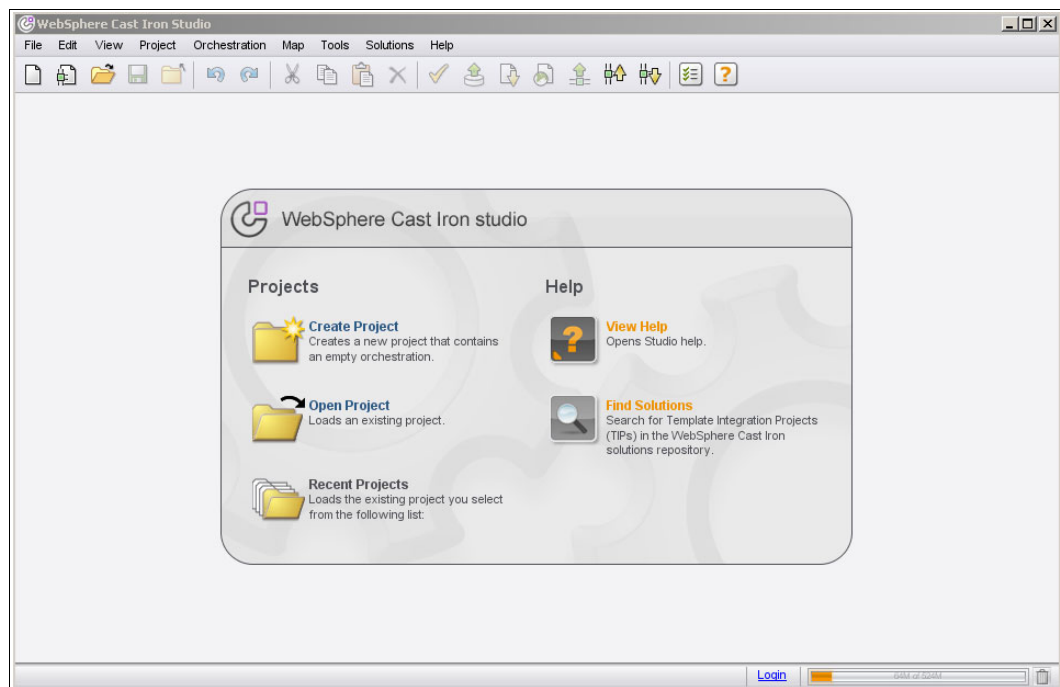 WebSphere Cast Iron Studio
File Edit View Project Orchestration Map Tools Solutions Help
WebSphere Cast Iron studio
Projects
Create Project
Creates a new project that contains
an empty orchestration.
Open Project
Loads an existing project.
Recent Projects
Loads the existing project you select
from the following list:
Help
View Help
Opens Studio help.
Find Solutions
Search for Template Integration Projects
(TIPs) in the WebSphere Cast Iron
solutions repository.
Login